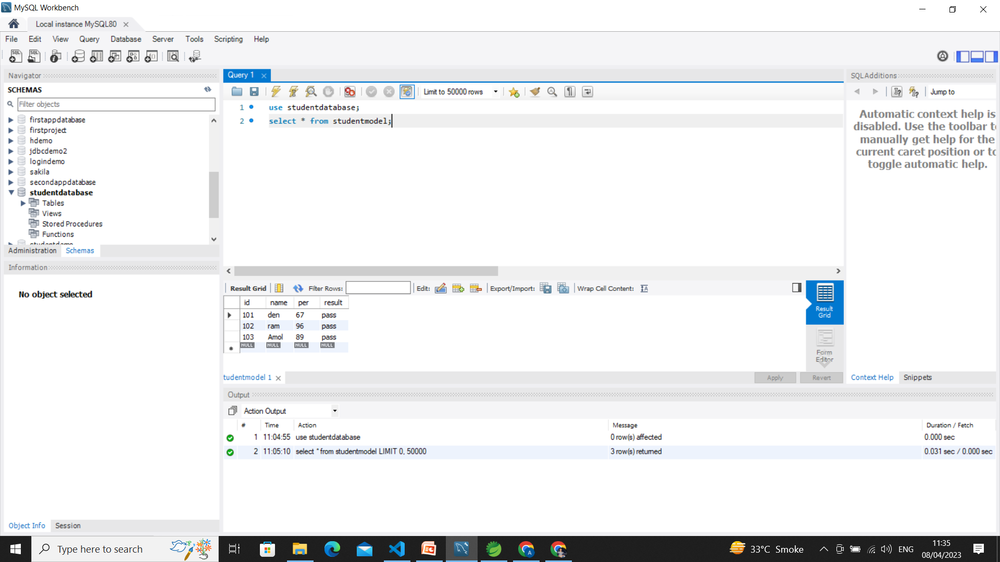 MySQL Workbench
Local instance MySQL80
File Edit View Query Database Server Tools Scripting Help
Navigator
SCHEMAS
Filter objects
firstappdatabase
firstproject
hdemo
jdbcdemo2
logindemo
sakila
secondappdatabase
studentdatabase
Tables
Views
Stored Procedures
Functions
studentdemo
Administration Schemas
Information
No object selected
Object Info Session
Query 1
Limit to 50000 rows
1 use studentdatabase;
2 select * from studentmodel;
Result Grid Filter Rows: Edit: Export/Import: Wrap Cell Content:
id name per result
101 den 67 pass
102 ram 96 pass
103 Amol 89 pass
NULL NULL NULL NULL
Result
Grid
Form
Editor
tudentmodel 1
Apply Revert
SQLAdditions
Jump to
Automatic context help is
disabled. Use the toolbar t
manually get help for the
current caret position or to
toggle automatic help.
Context Help Snippets
Output
Action Output
# Time Action Message Duration / Fetch
1 11:04:55 use studentdatabase 0 row(s) affected 0.000 sec
2 11:05:10 select * from studentmodel LIMIT 0, 50000 3 row(s) returned 0.031 sec / 0.000 sec
Type here to search
33°C Smoke
ENG
11:35
08/04/2023